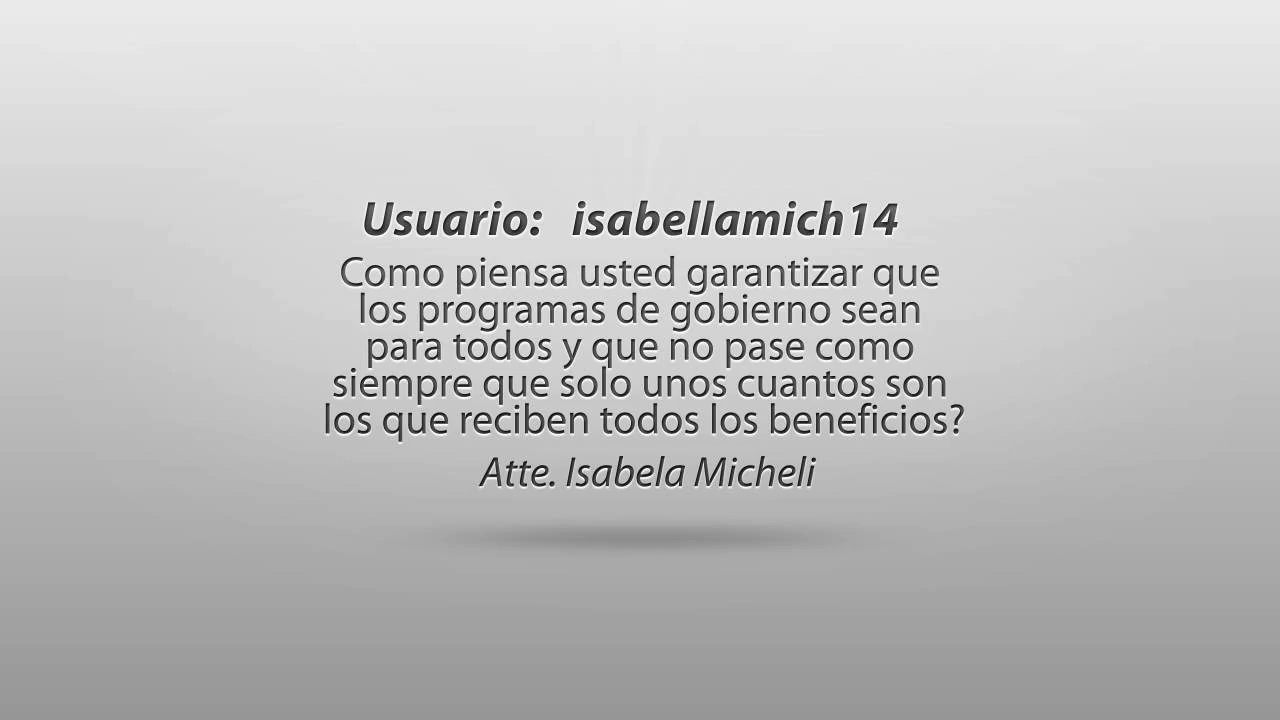 Usuario: isabellamich14
Como piensa usted garantizar que
los programas de gobierno sean
para todos y que no pase como
siempre que solo unos cuantos son
los que reciben todos los beneficios?
Atte. Isabela Micheli